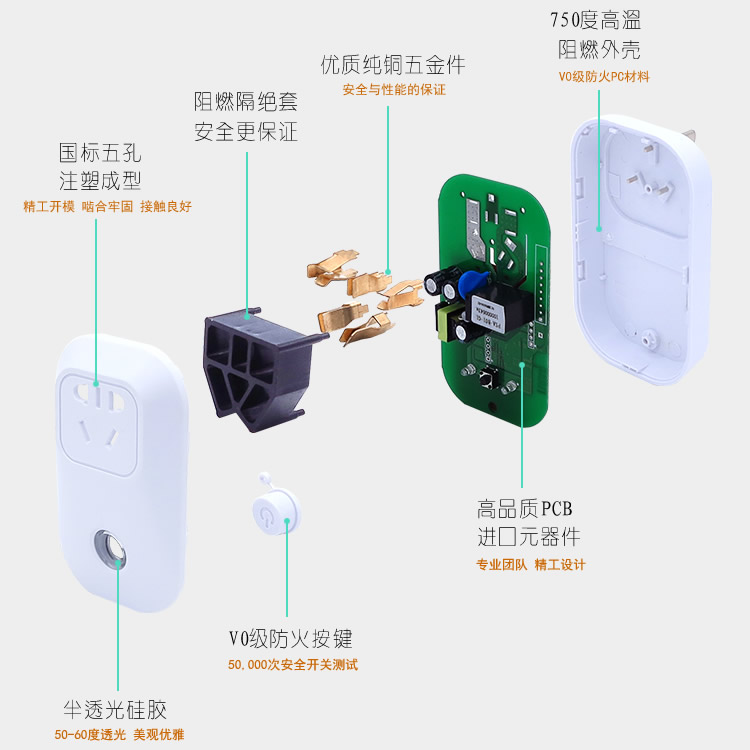 750度高温
阻燃外壳
V0级防火PC材料
优质纯铜五金件
安全与性能的保证
阻燃隔绝套
安全更保证
国标五孔
注塑成型
精工开模 啮合牢固 接触良好
高品质PCB
进口元器件
专业团队 精工设计
V0级防火按键
50,000次安全开关测试
半透光硅胶
50-60度透光 美观优雅